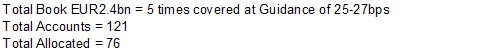 Total Book EUR2.4bn = 5 times covered at Guidance of 25-27bps
Total Accounts = 121
Total Allocated = 76